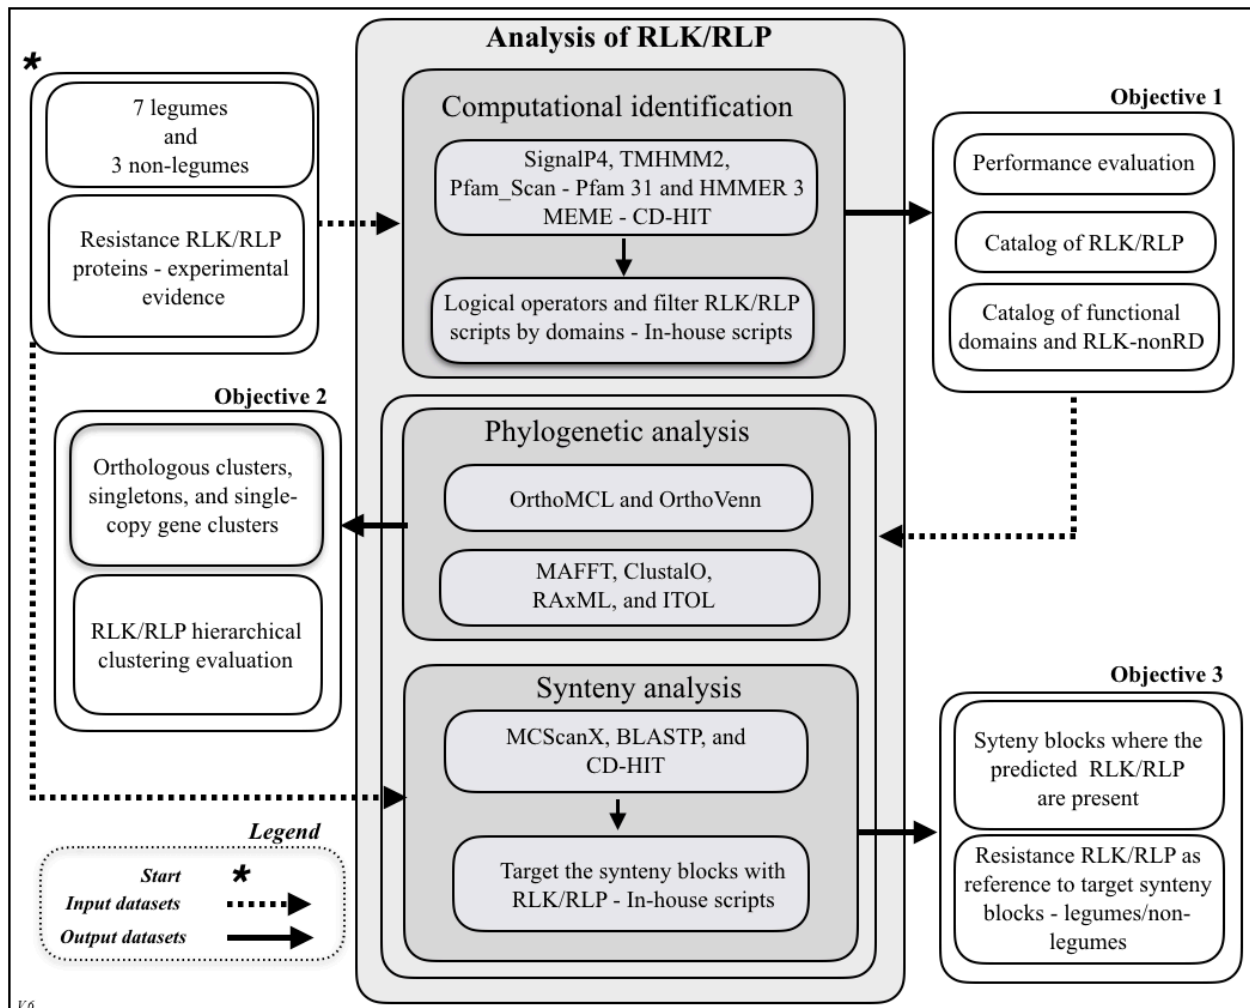 Analysis of RLK/RLP
*
7 legumes
and
3 non-legumes
Resistance RLK/RLP
proteins - experimental
evidence
Computational identification
SignalP4, TMHMM2,
Pfam_Scan - Pfam 31 and HMMER 3
MEME - CD-HIT
Logical operators and filter RLK/RLP
scripts by domains - In-house scripts
Objective 1
Performance evaluation
Catalog of RLK/RLP
Catalog of functional
domains and RLK-nonRD
Objective 2
Orthologous clusters,
singletons, and single-
copy gene clusters
RLK/RLP hierarchical
clustering evaluation
Phylogenetic analysis
OrthoMCL and OrthoVenn
MAFFT, ClustalO,
RAxML, and ITOL
Synteny analysis
MCScanX, BLASTP, and
CD-HIT
Target the synteny blocks with
RLK/RLP - In-house scripts
Objective 3
Syteny blocks where the
predicted RLK/RLP
are present
Resistance RLK/RLP as
reference to target synteny
blocks - legumes/non-
legumes
Legend
Start *
Input datasets
Output datasets